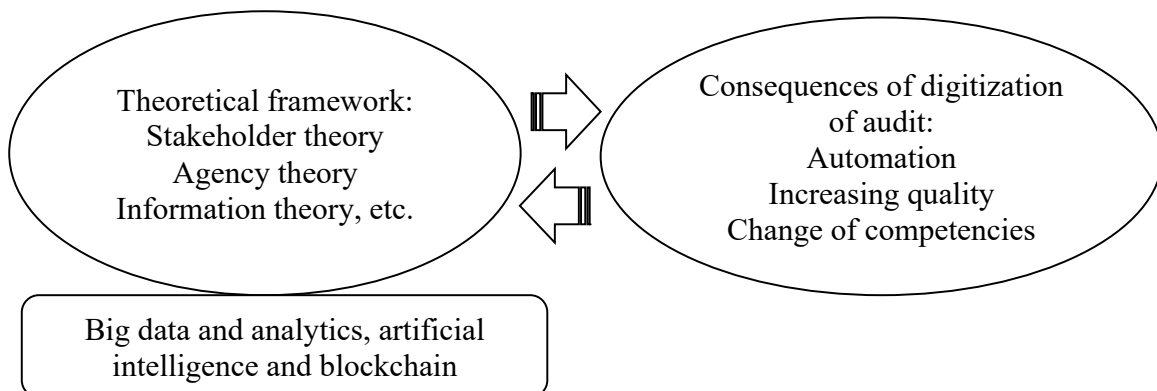 Theoretical framework:
Stakeholder theory
Agency theory
Information theory, etc.
Consequences of digitization
of audit:
Automation
Increasing quality
Change of competencies
Big data and analytics, artificial
intelligence and blockchain